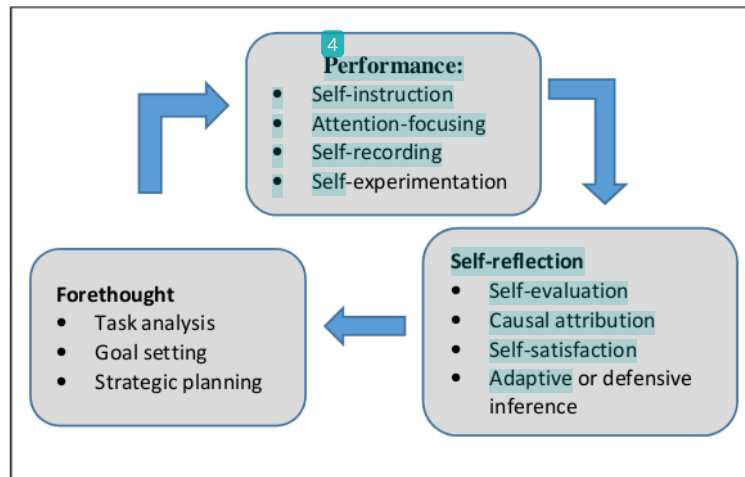 4
Performance:
• Self-instruction
• Attention-focusing
• Self-recording
• Self-experimentation
Self-reflection
• Self-evaluation
• Causal attribution
• Self-satisfaction
• Adaptive or defensive
inference
Forethought
• Task analysis
• Goal setting
• Strategic planning